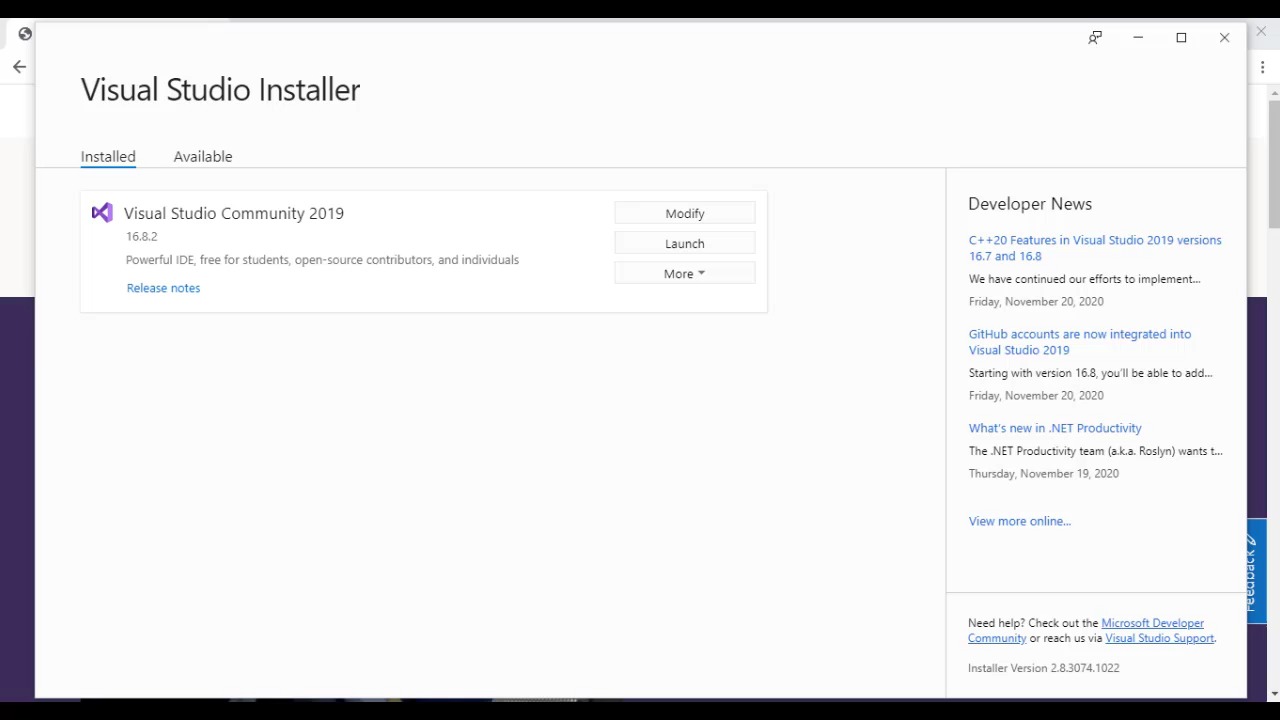 Visual Studio Installer
Installed
Available
Visual Studio Community 2019
16.8.2
Powerful IDE, free for students, open-source contributors, and individuals
Release notes
Modify
Launch
More
Developer News
C++20 Features in Visual Studio 2019 versions
16.7 and 16.8
We have continued our efforts to implement...
Friday, November 20, 2020
GitHub accounts are now integrated into
Visual Studio 2019
Starting with version 16.8, you'll be able to add...
Friday, November 20, 2020
What's new in .NET Productivity
The .NET Productivity team (a.k.a. Roslyn) wants t...
Thursday, November 19, 2020
View more online...
Need help? Check out the Microsoft Developer
Community or reach us via Visual Studio Support.
Installer Version 2.8.3074.1022
Feedback